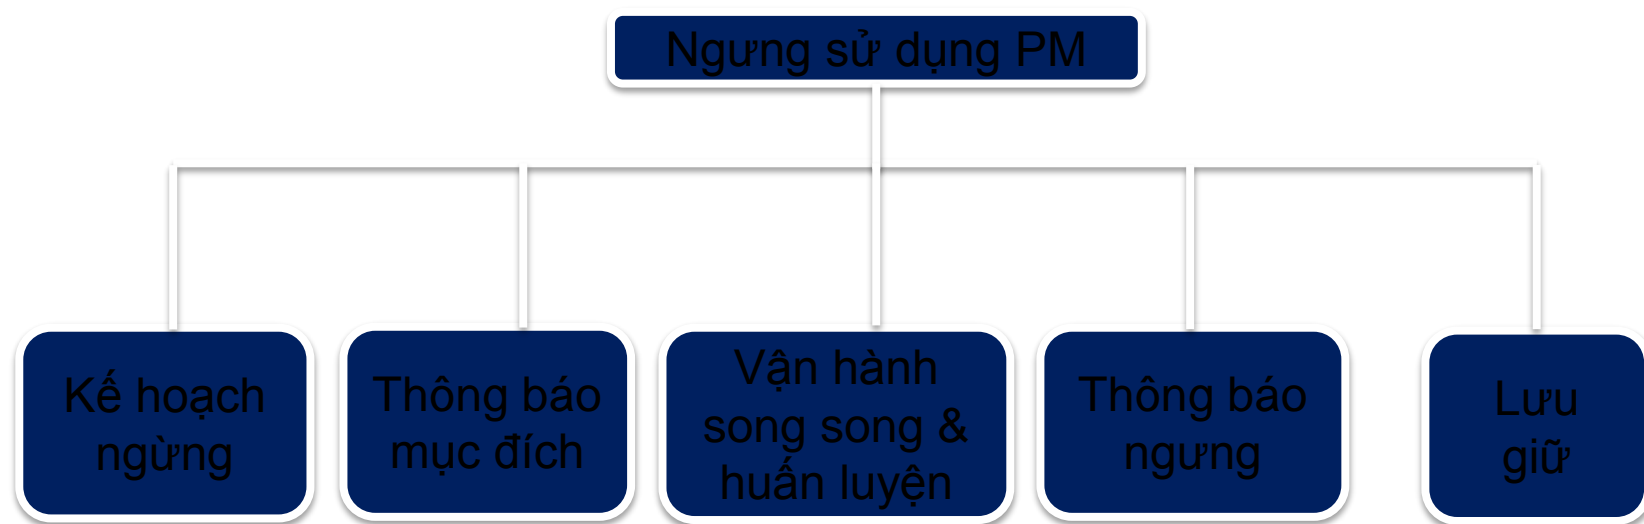 Ngưng sử dụng PM
Kế hoạch
ngừng
Thông báo
mục đích
Vận hành
song song &
huấn luyện
Thông báo
ngưng
Lưu
giữ